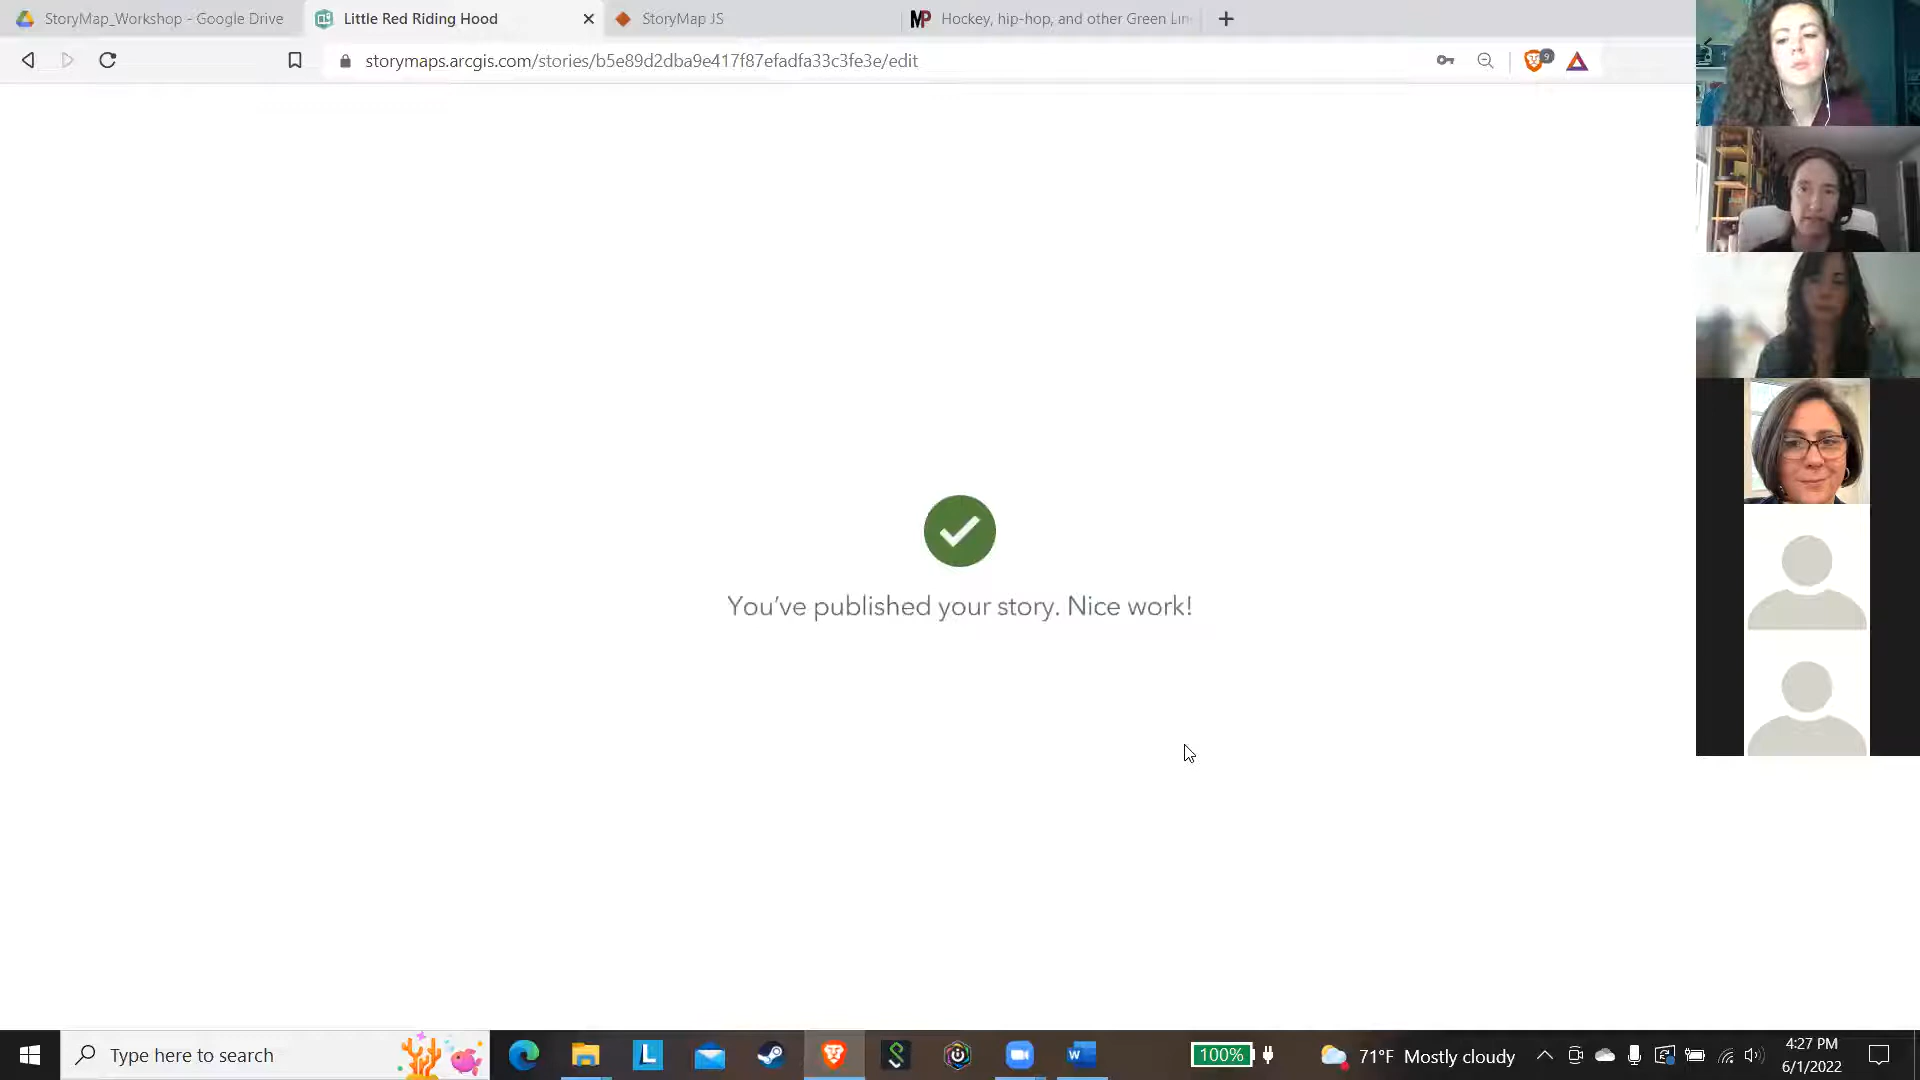 StoryMap_Workshop - Google Drive
Little Red Riding Hood
StoryMap JS
MP
Hockey, hip-hop, and other Green Lin
storymaps.arcgis.com/stories/b5e89d2dba9e417f87efadfa33c3fe3e/edit
9
You've published your story. Nice work!
Type here to search
L
W
100%
71°F Mostly cloudy
4:27 PM
6/1/2022